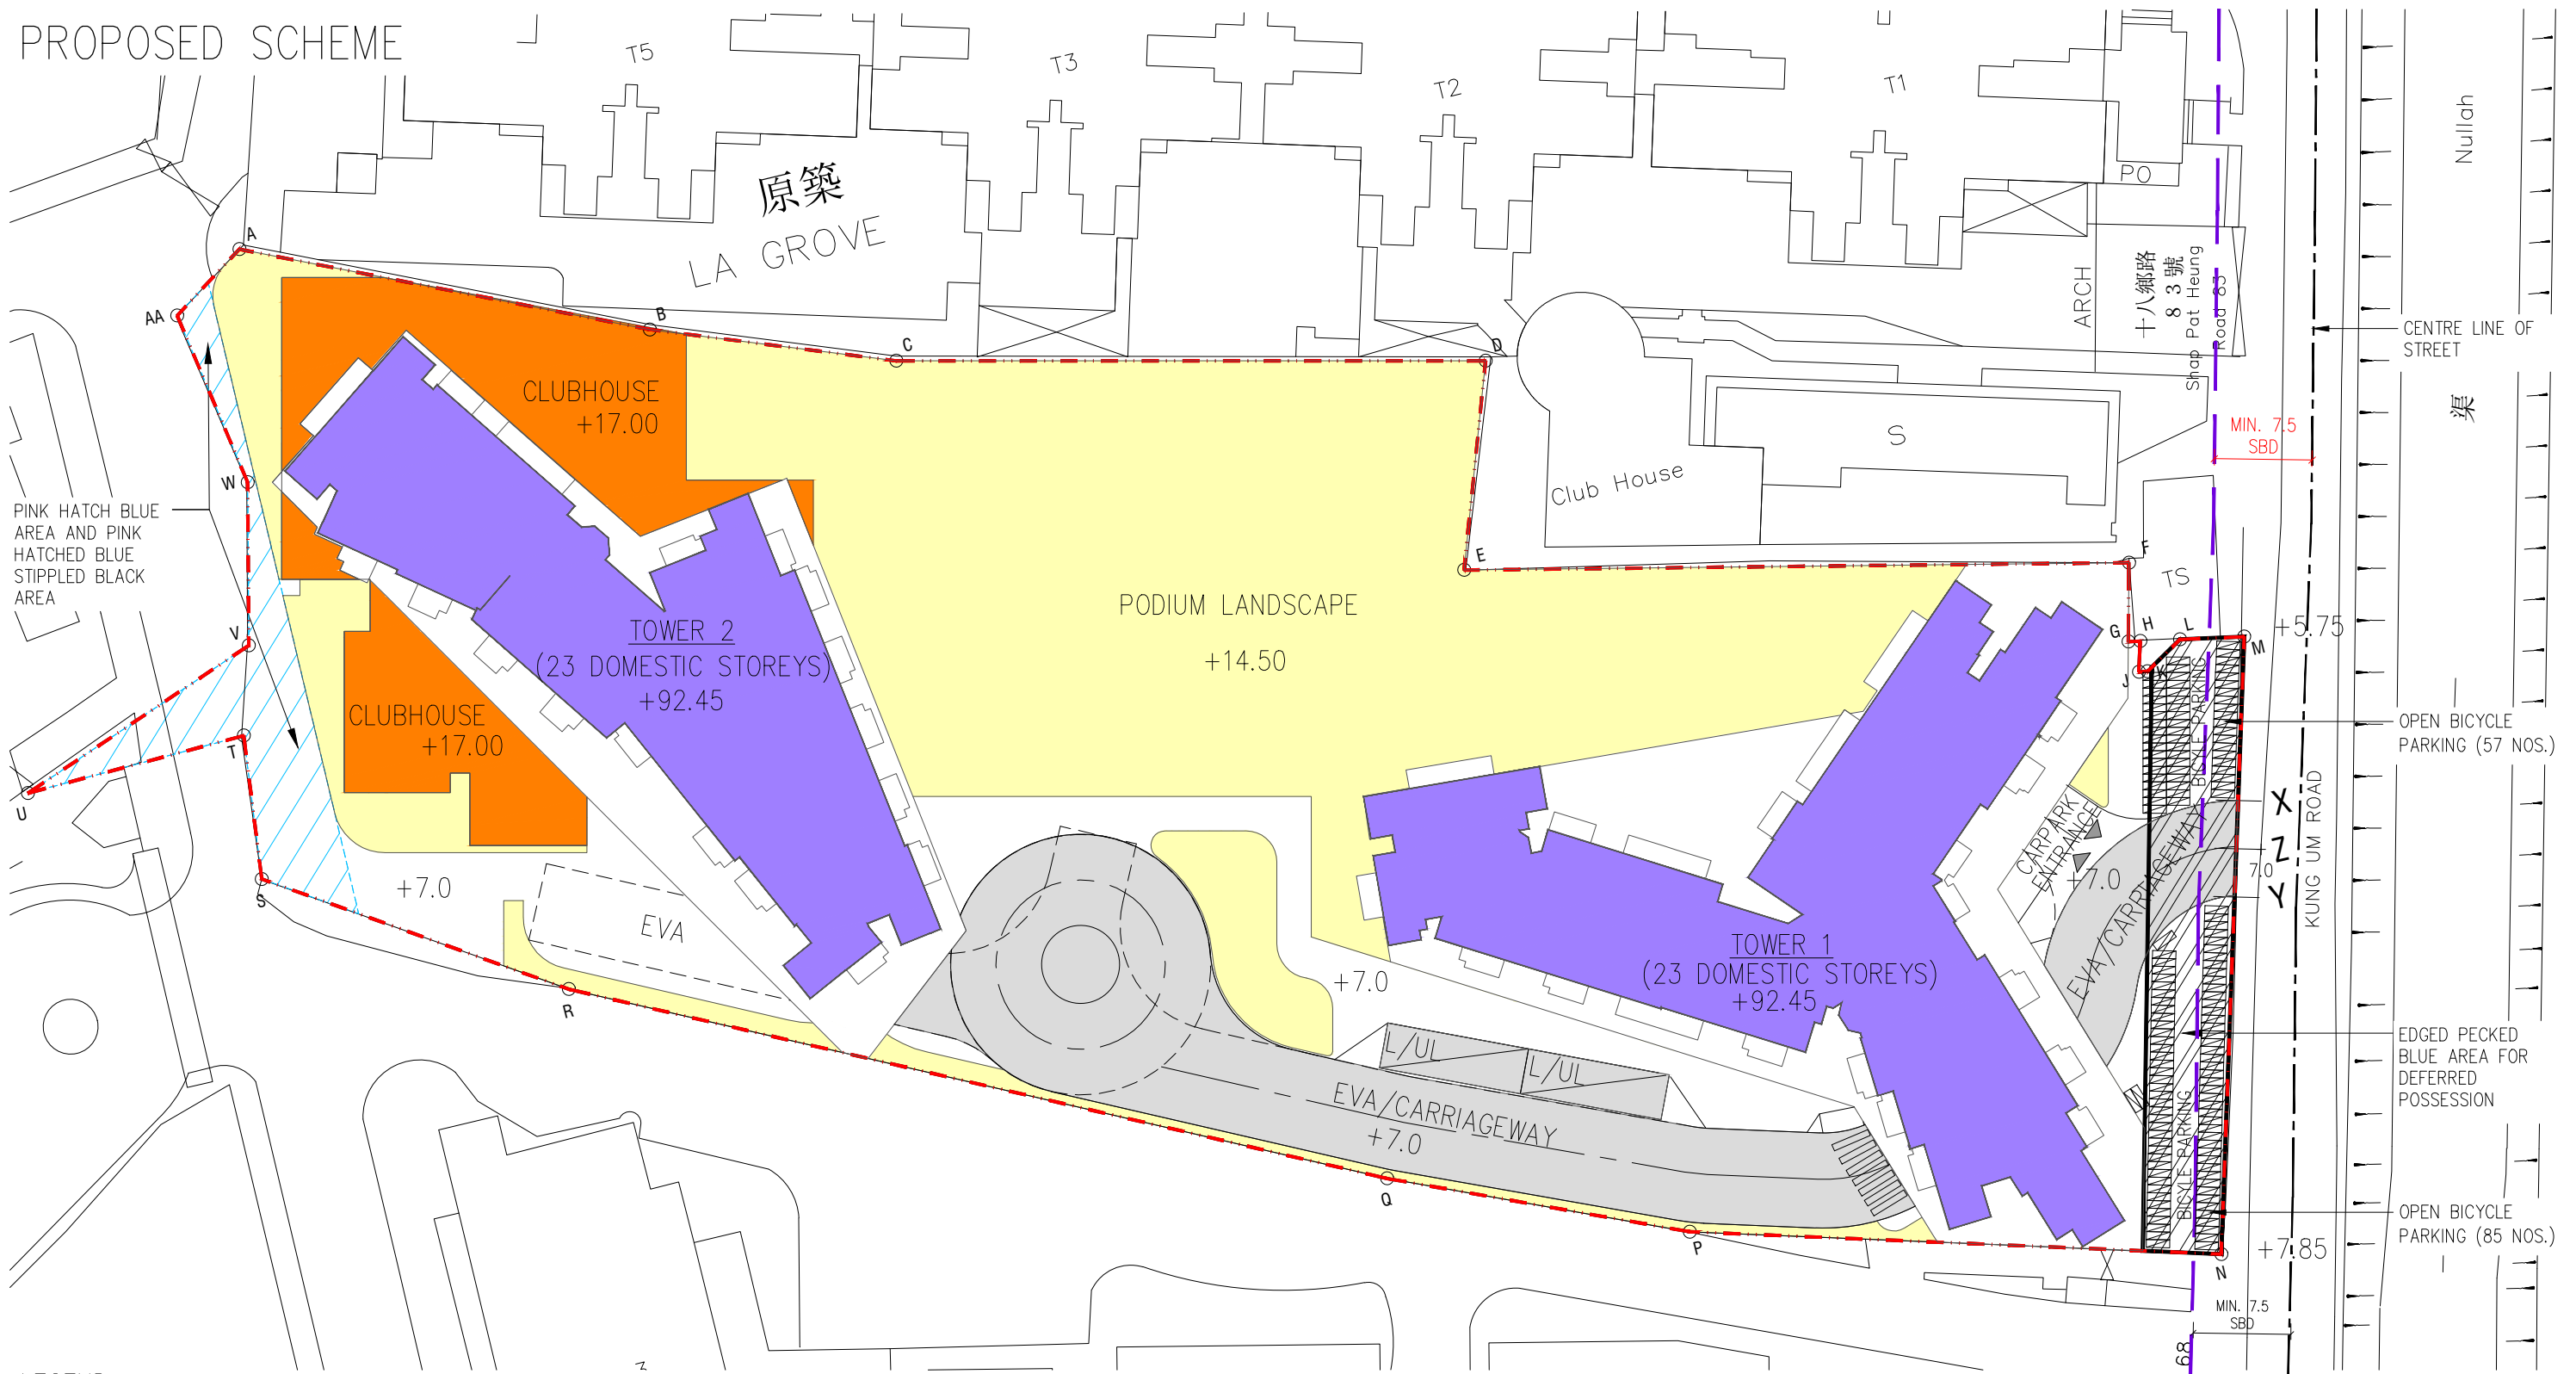 PROPOSED SCHEME
T5
T3
T2
T1
PO
Nullah
渠
原築
LA GROVE
ARCH
十八鄉路
8 3 號
Shap Pat Heung
Road 83
CENTRE LINE OF
STREET
MIN. 7.5
SBD
A
AA
B
C
D
E
F
G
H
J
K
L
M
N
P
Q
R
S
T
U
V
W
X
Z
Y
7.0
S
Club House
TS
CLUBHOUSE
+17.00
PINK HATCH BLUE
AREA AND PINK
HATCHED BLUE
STIPPLED BLACK
AREA
TOWER 2
(23 DOMESTIC STOREYS)
+92.45
PODIUM LANDSCAPE
+14.50
CLUBHOUSE
+17.00
+5.75
BICYLE PARKING
OPEN BICYCLE
PARKING (57 NOS.)
KUNG UM ROAD
CARPARK
ENTRANCE
+7.0
EVA/CARRIAGEWAY
+7.0
EVA
+7.0
TOWER 1
(23 DOMESTIC STOREYS)
+92.45
L/UL
L/UL
EVA/CARRIAGEWAY
+7.0
EDGED PECKED
BLUE AREA FOR
DEFERRED
POSSESSION
BICYLE PARKING
OPEN BICYCLE
PARKING (85 NOS.)
+7.85
MIN. 7.5
SBD
68